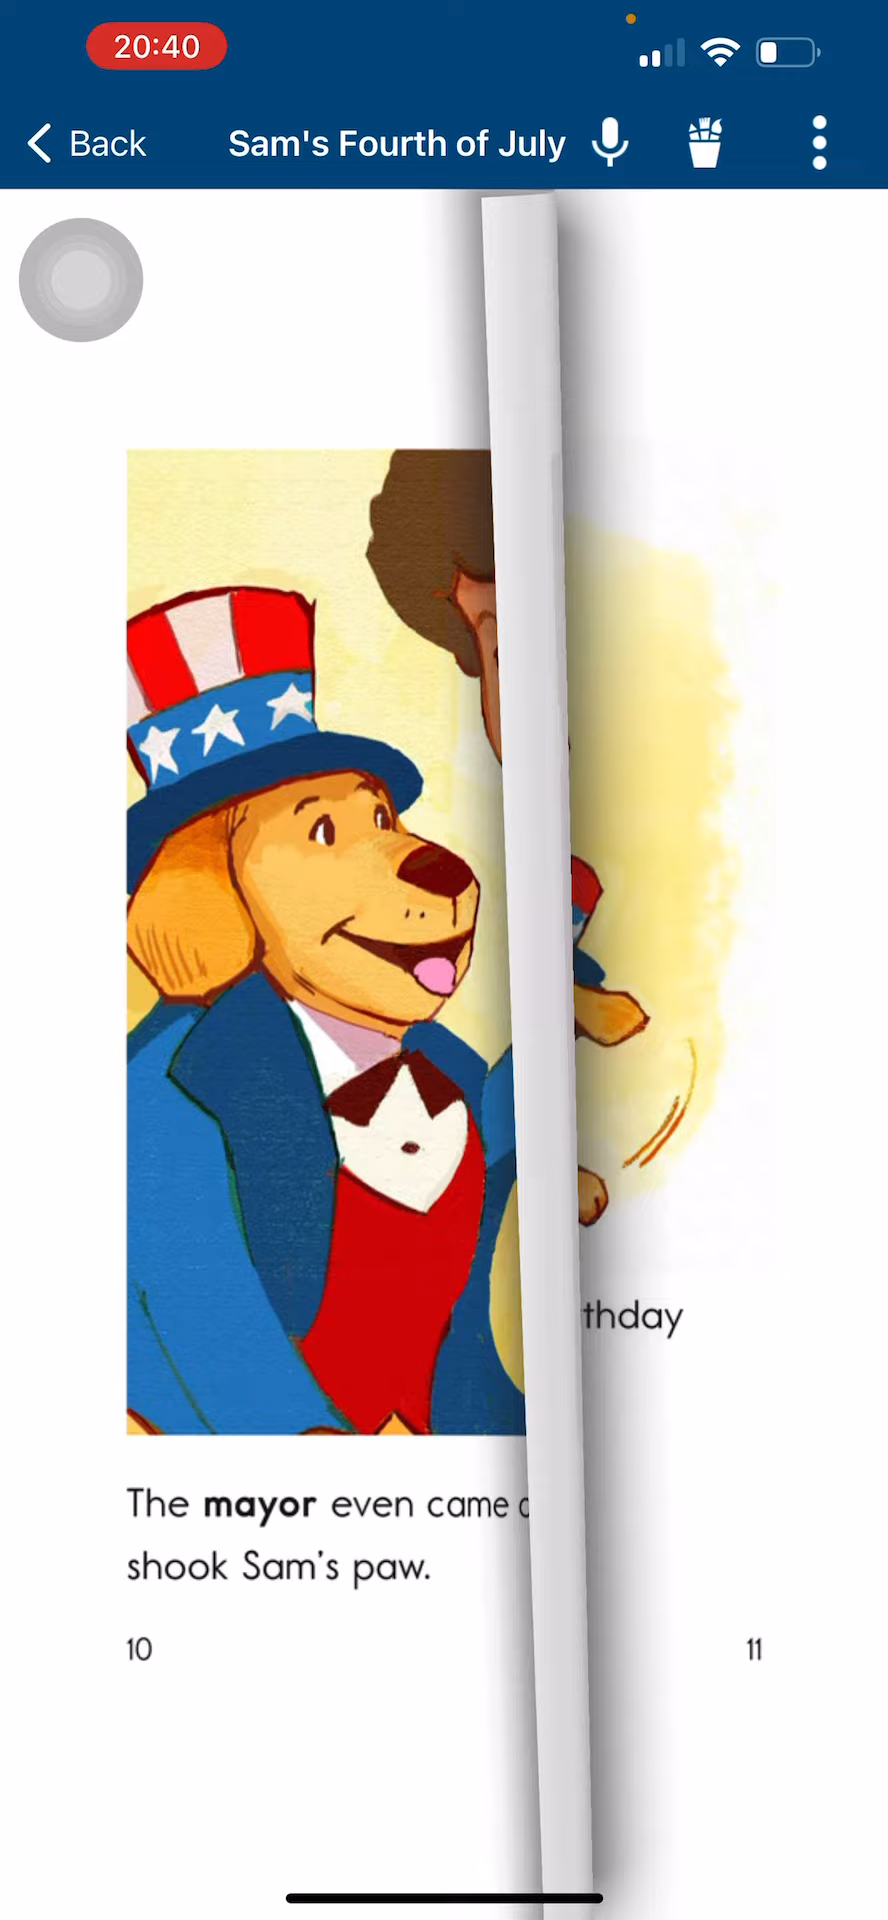 20:40
Back
Sam's Fourth of July
The mayor even came
shook Sam's paw.
10
thday
11